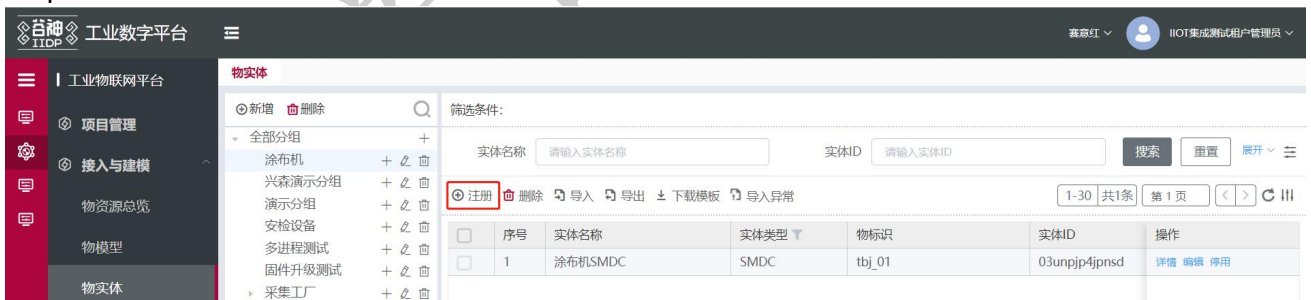 谷神 IIDP 工业数字平台 赛意红 IIOT集成测试租户管理员
工业物联网平台
项目管理
接入与建模
物资源总览
物模型
物实体
物实体
新增 删除
全部分组
涂布机
兴森演示分组
演示分组
安检设备
多进程测试
固件升级测试
采集工厂
筛选条件:
实体名称 请输入实体名称 实体ID 请输入实体ID 搜索 重置 展开
注册 删除 导入 导出 下载模板 导入异常 1-30 共1条 第1页
序号 实体名称 实体类型 物标识 实体ID 操作
1 涂布机SMDC SMDC tbj_01 03unpjp4jpnsd 详情 编辑 停用